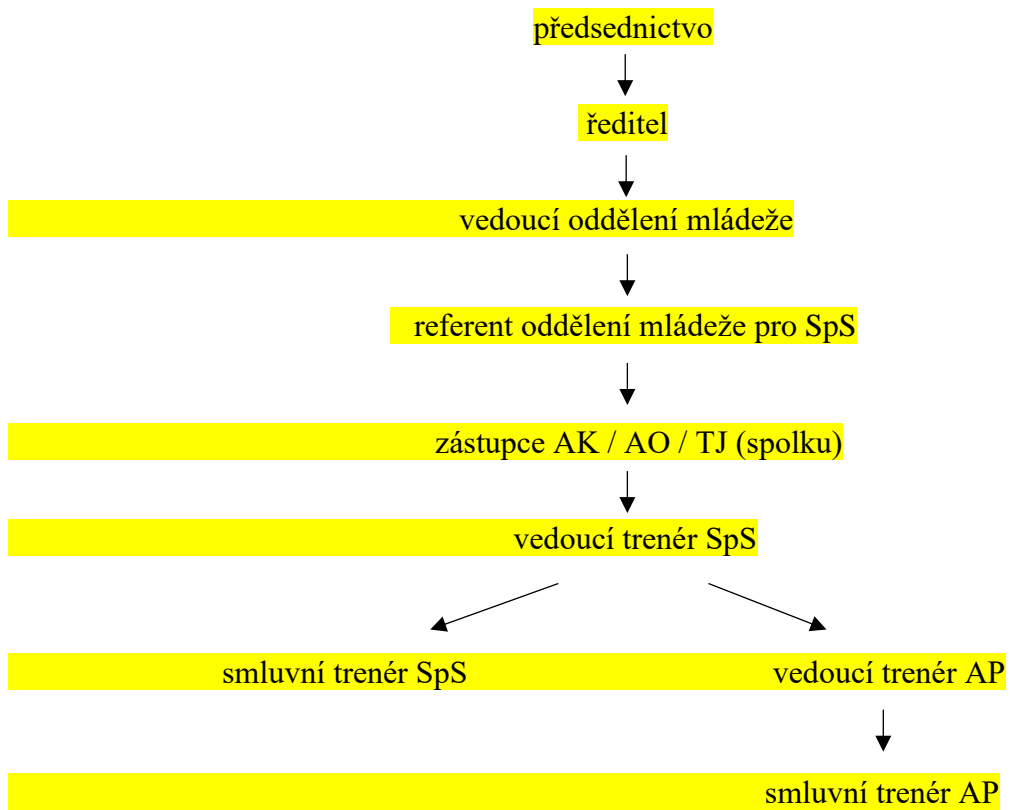 předsednictvo
ředitel
vedoucí oddělení mládeže
referent oddělení mládeže pro SpS
zástupce AK / AO / TJ (spolku)
vedoucí trenér SpS
smluvní trenér SpS vedoucí trenér AP
smluvní trenér AP